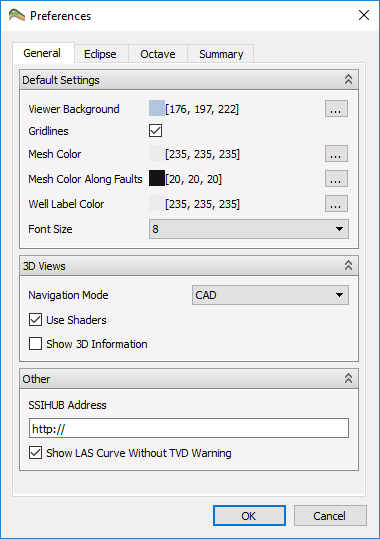 Preferences
General Eclipse Octave Summary
Default Settings
Viewer Background [176, 197, 222] ...
Gridlines
Mesh Color [235, 235, 235] ...
Mesh Color Along Faults [20, 20, 20] ...
Well Label Color [235, 235, 235] ...
Font Size 8
3D Views
Navigation Mode CAD
Use Shaders
Show 3D Information
Other
SSIHUB Address
http://
Show LAS Curve Without TVD Warning
OK Cancel